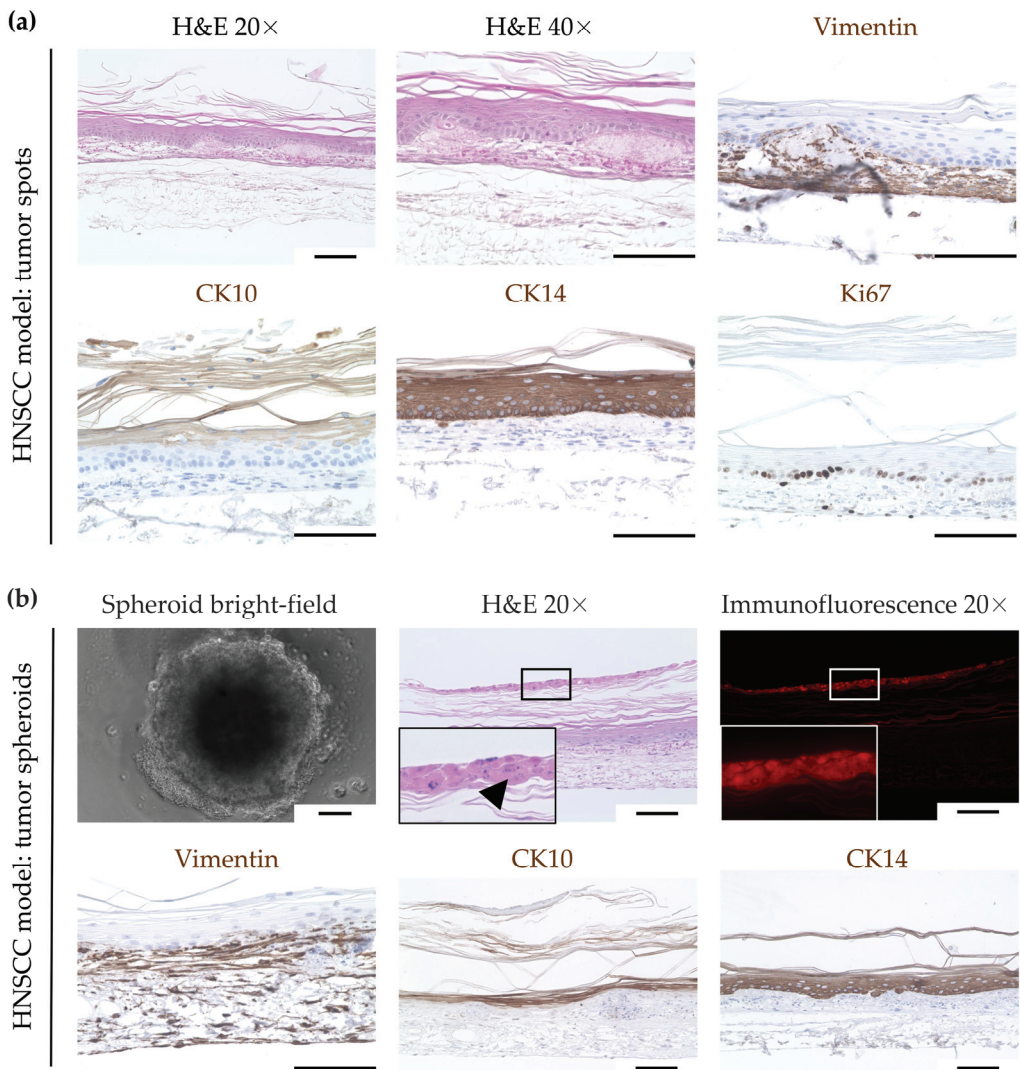 (a)
H&E 20× H&E 40× Vimentin
HNSCC model: tumor spots
CK10 CK14 Ki67
(b)
Spheroid bright-field H&E 20× Immunofluorescence 20×
HNSCC model: tumor spheroids
Vimentin CK10 CK14